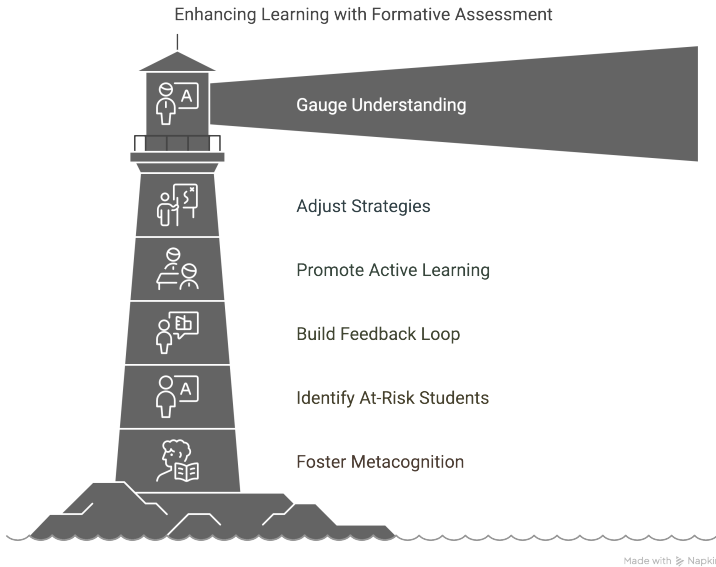 Enhancing Learning with Formative Assessment
A
Gauge Understanding
Adjust Strategies
Promote Active Learning
Build Feedback Loop
A
Identify At-Risk Students
Foster Metacognition
Made with Napkin